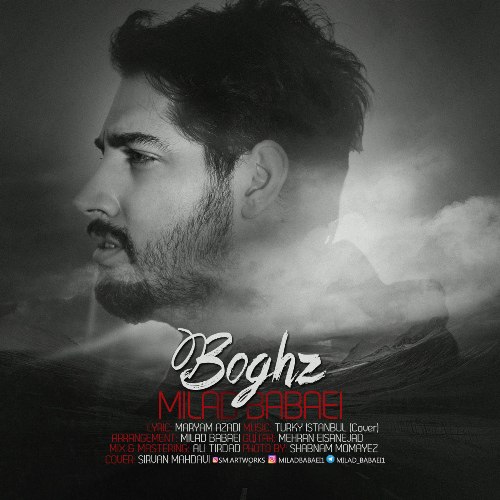 Boghz
MILAD BABAEI
LYRIC: MARYAM AZADI MUSIC: TURKY ISTANBUL (Cover)
ARRANGEMENT: MILAD BABAEI GUITAR: MEHRAN EISANEJAD
MIX & MASTERING: ALI TIRDAD PHOTO BY: SHABNAM MOMAYEZ
COVER: SIRVAN MAHDAVI @SM.ARTWORKS MILADBABAEI1 MILAD_BABAEI1